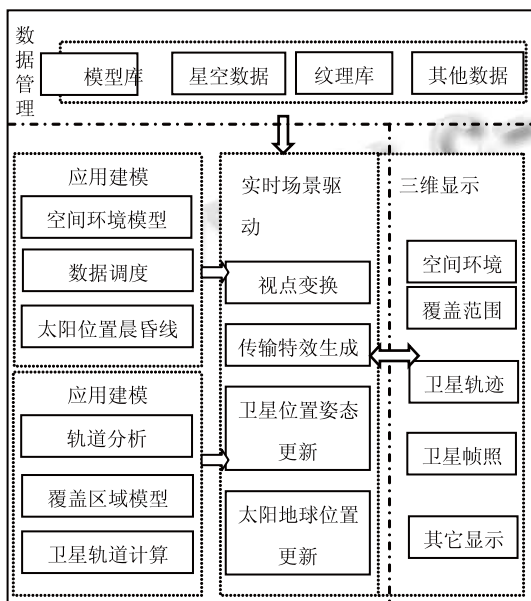 数
据
管
理
模型库
星空数据
纹理库
其他数据
应用建模
空间环境模型
数据调度
太阳位置晨昏线
应用建模
轨道分析
覆盖区域模型
卫星轨道计算
实时场景驱
动
视点变换
传输特效生成
卫星位置姿态
更新
太阳地球位置
更新
三维显示
空间环境
覆盖范围
卫星轨迹
卫星帧照
其它显示